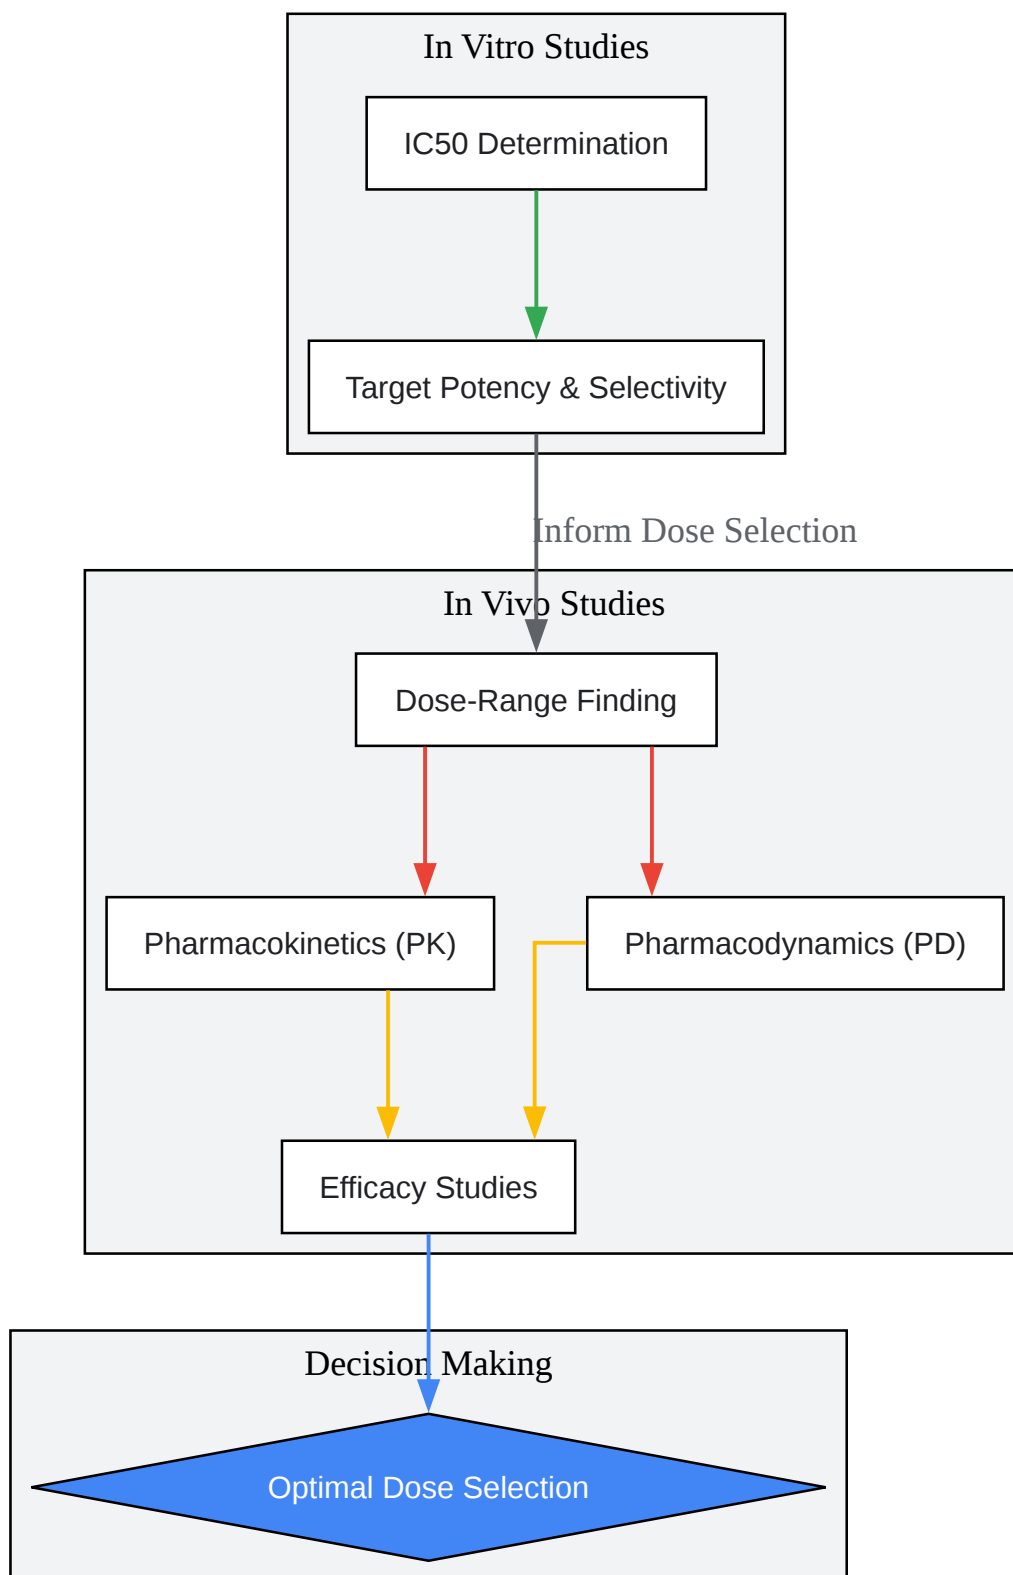 In Vitro Studies
IC50 Determination
Target Potency & Selectivity
Inform Dose Selection
In Vivo Studies
Dose-Range Finding
Pharmacokinetics (PK)
Pharmacodynamics (PD)
Efficacy Studies
Decision Making
Optimal Dose Selection